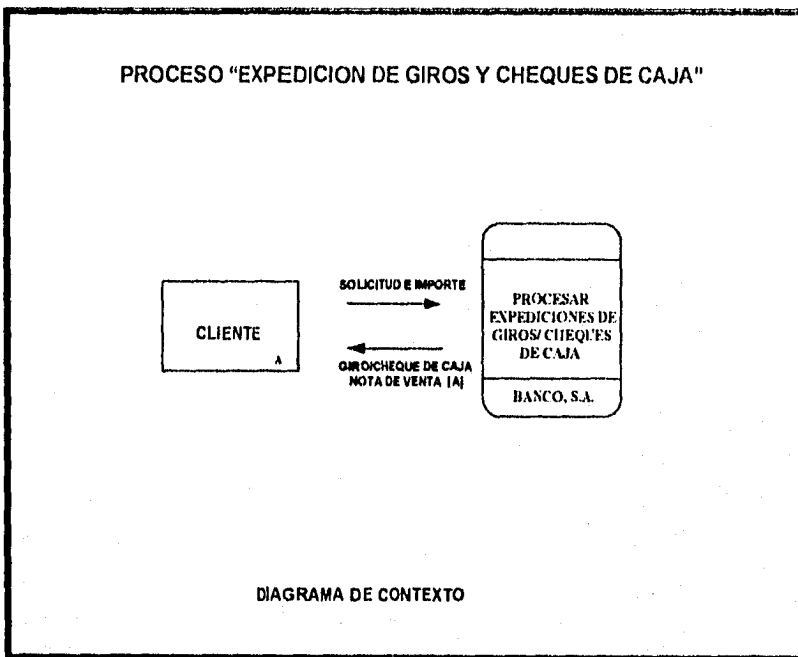 PROCESO "EXPEDICION DE GIROS Y CHEQUES DE CAJA"
SOLICITUD E IMPORTE
CLIENTE
A
GIRO/CHEQUE DE CAJA
NOTA DE VENTA [A]
PROCESAR
EXPEDICIONES DE
GIROS/ CHEQUES
DE CAJA
BANCO, S.A.
DIAGRAMA DE CONTEXTO